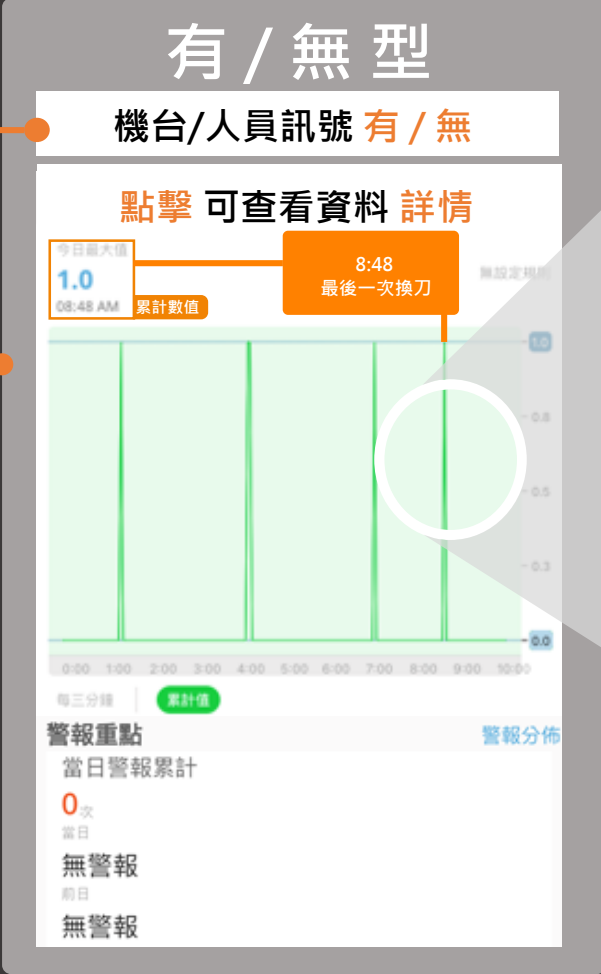 有 / 無 型
機台/人員訊號 有 / 無
點擊 可查看資料 詳情
今日最大值
1.0
08:48 AM
累計數值
8:48
最後一次換刀
無設定規則
1.0
0.8
0.5
0.3
0.0
0:00 1:00 2:00 3:00 4:00 5:00 6:00 7:00 8:00 9:00 10:00
每三分鐘
累計值
警報重點
警報分佈
當日警報累計
0次
當日
無警報
前日
無警報